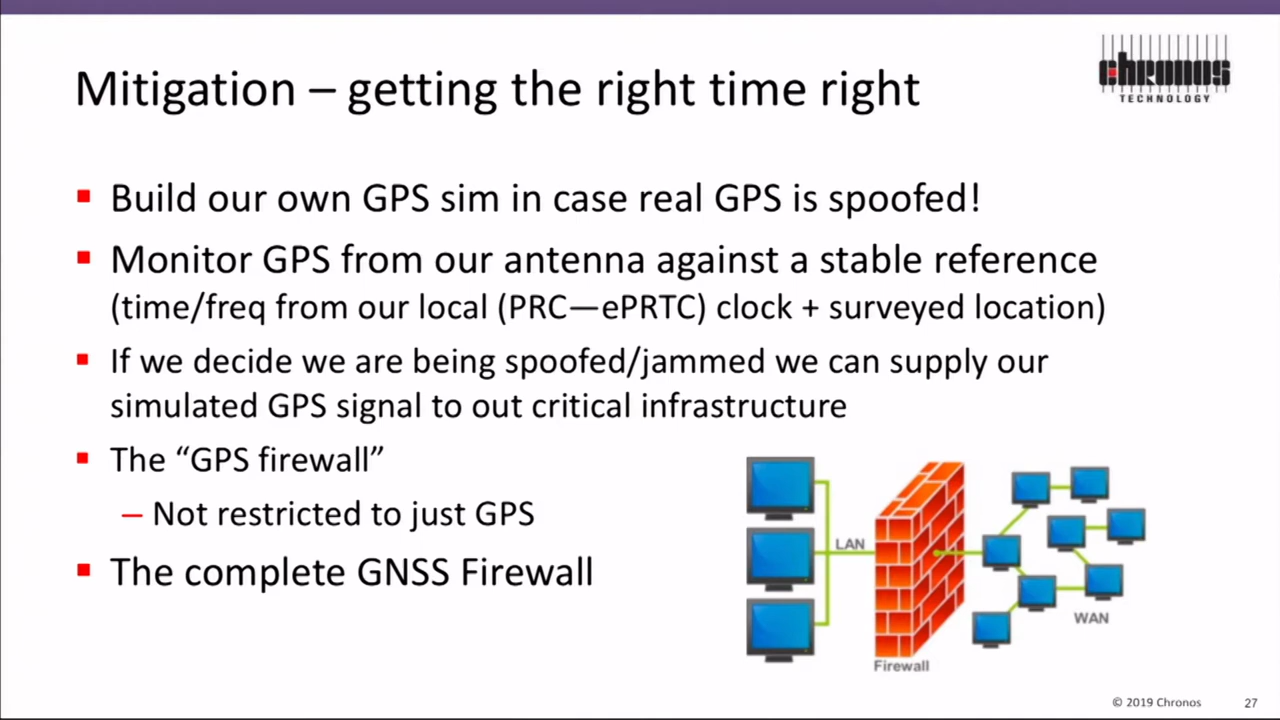 Mitigation – getting the right time right
chronos
TECHNOLOGY
▪ Build our own GPS sim in case real GPS is spoofed!
▪ Monitor GPS from our antenna against a stable reference
(time/freq from our local (PRC—ePRTC) clock + surveyed location)
▪ If we decide we are being spoofed/jammed we can supply our
simulated GPS signal to out critical infrastructure
▪ The “GPS firewall”
– Not restricted to just GPS
▪ The complete GNSS Firewall
LAN
WAN
Firewall
© 2019 Chronos
27